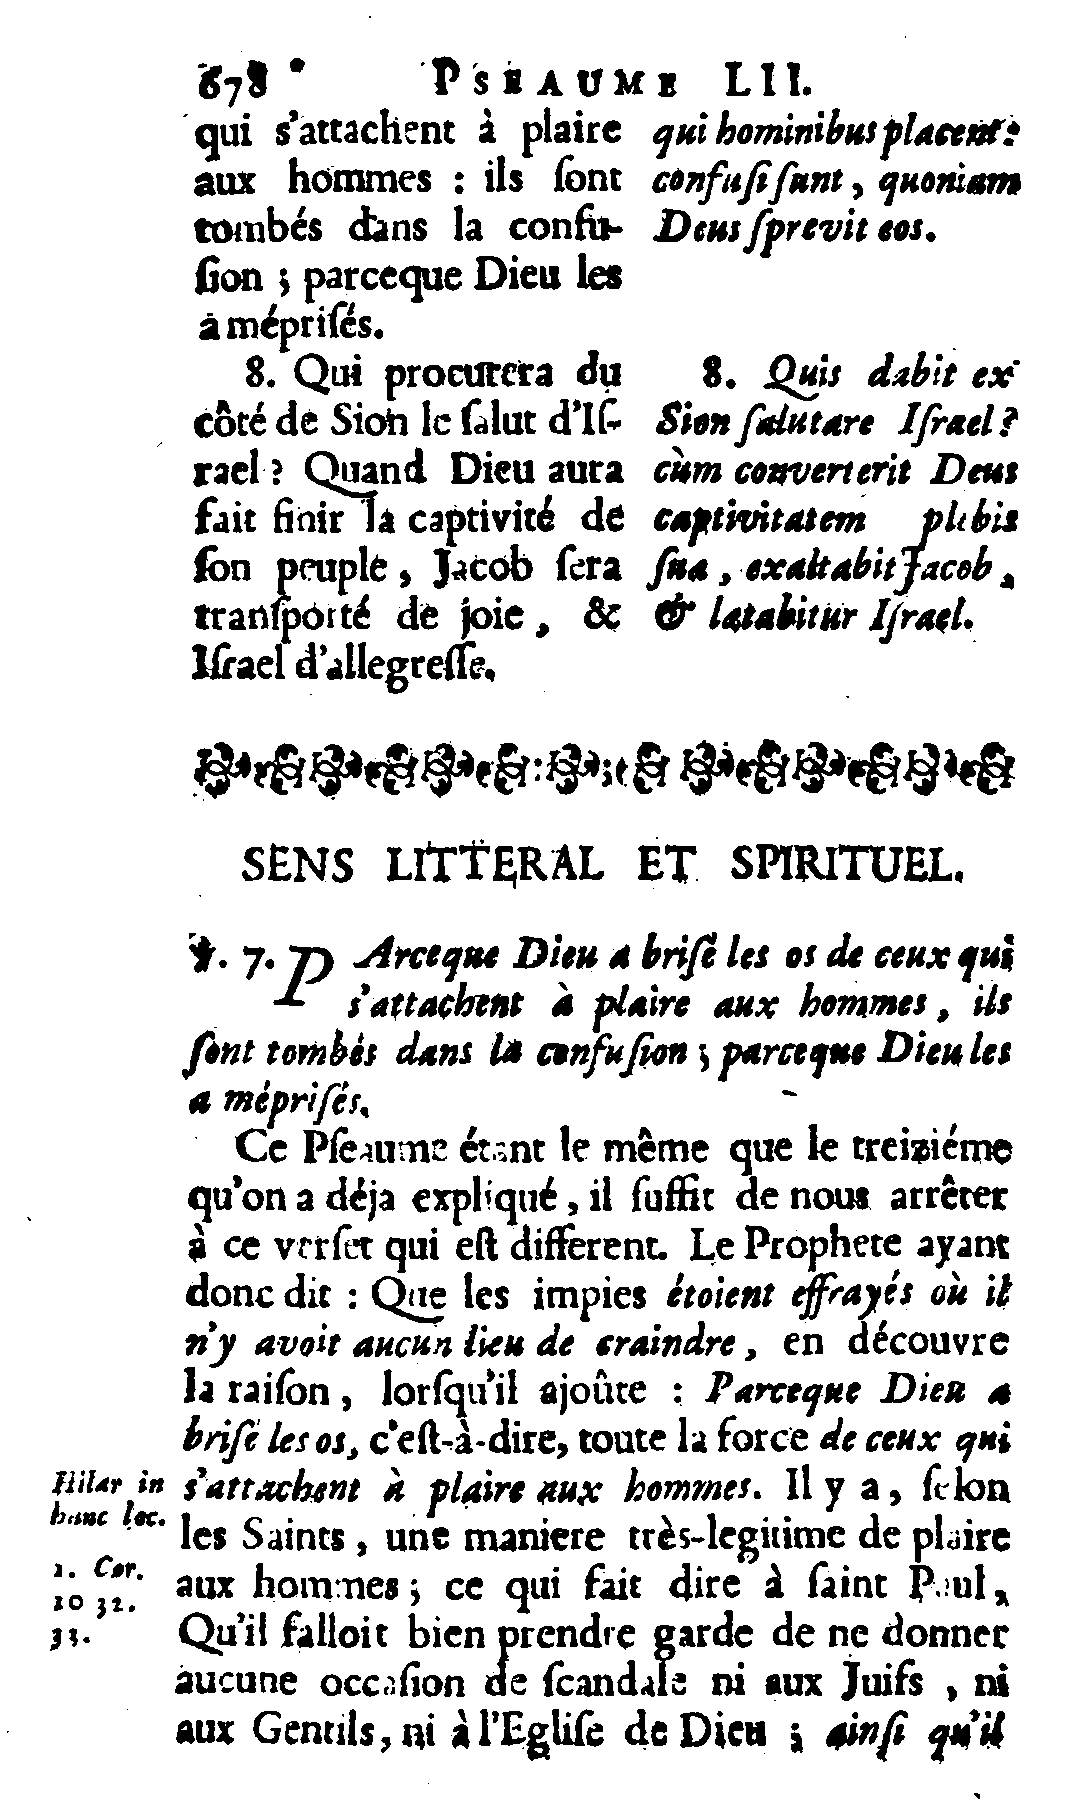 678 PSEAUME LII.
qui s'attachent à plaire
aux hommes : ils ſont
tombés dans la confu-
ſion ; parceque Dieu les
a mépriſés.
8. Qui procurera du
côté de Sion le ſalut d'Iſ-
rael ? Quand Dieu aura
fait finir la captivité de
ſon peuple, Jacob ſera
tranſporté de joie, &
Iſrael d'allegreſſe.
qui hominibus placent :
confuſi ſunt, quoniam
Deus ſprevit eos.
8. Quis dabit ex
Sion ſalutare Iſrael ?
cùm converterit Deus
captivitatem plebis
ſuæ, exaltabit Jacob,
& lætabitur Iſrael.
SENS LITTERAL ET SPIRITUEL.
℣. 7. PArceque Dieu a briſé les os de ceux qui
s'attachent à plaire aux hommes, ils
ſont tombés dans la confuſion ; parceque Dieu les
a mépriſés.
Ce Pſeaume étant le même que le treiziéme
qu'on a déja expliqué, il ſuffit de nous arrêter
à ce verſet qui eſt different. Le Prophete ayant
donc dit : Que les impies étoient effrayés où il
n'y avoit aucun lieu de craindre, en découvre
la raiſon, lorſqu'il ajoûte : Parceque Dieu a
briſé les os, c'eſt-à-dire, toute la force de ceux qui
s'attachent à plaire aux hommes. Il y a, ſelon
les Saints, une maniere très-legitime de plaire
aux hommes ; ce qui fait dire à ſaint Paul,
Qu'il falloit bien prendre garde de ne donner
aucune occaſion de ſcandale ni aux Juifs, ni
aux Gentils, ni à l'Egliſe de Dieu ; ainſi qu'il
Hilar in
hunc loc.
1. Cor.
10 32.
33.